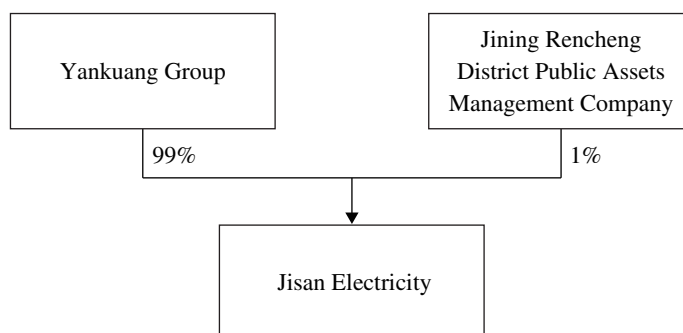 Yankuang Group
Jining Rencheng
District Public Assets
Management Company
99%
1%
Jisan Electricity